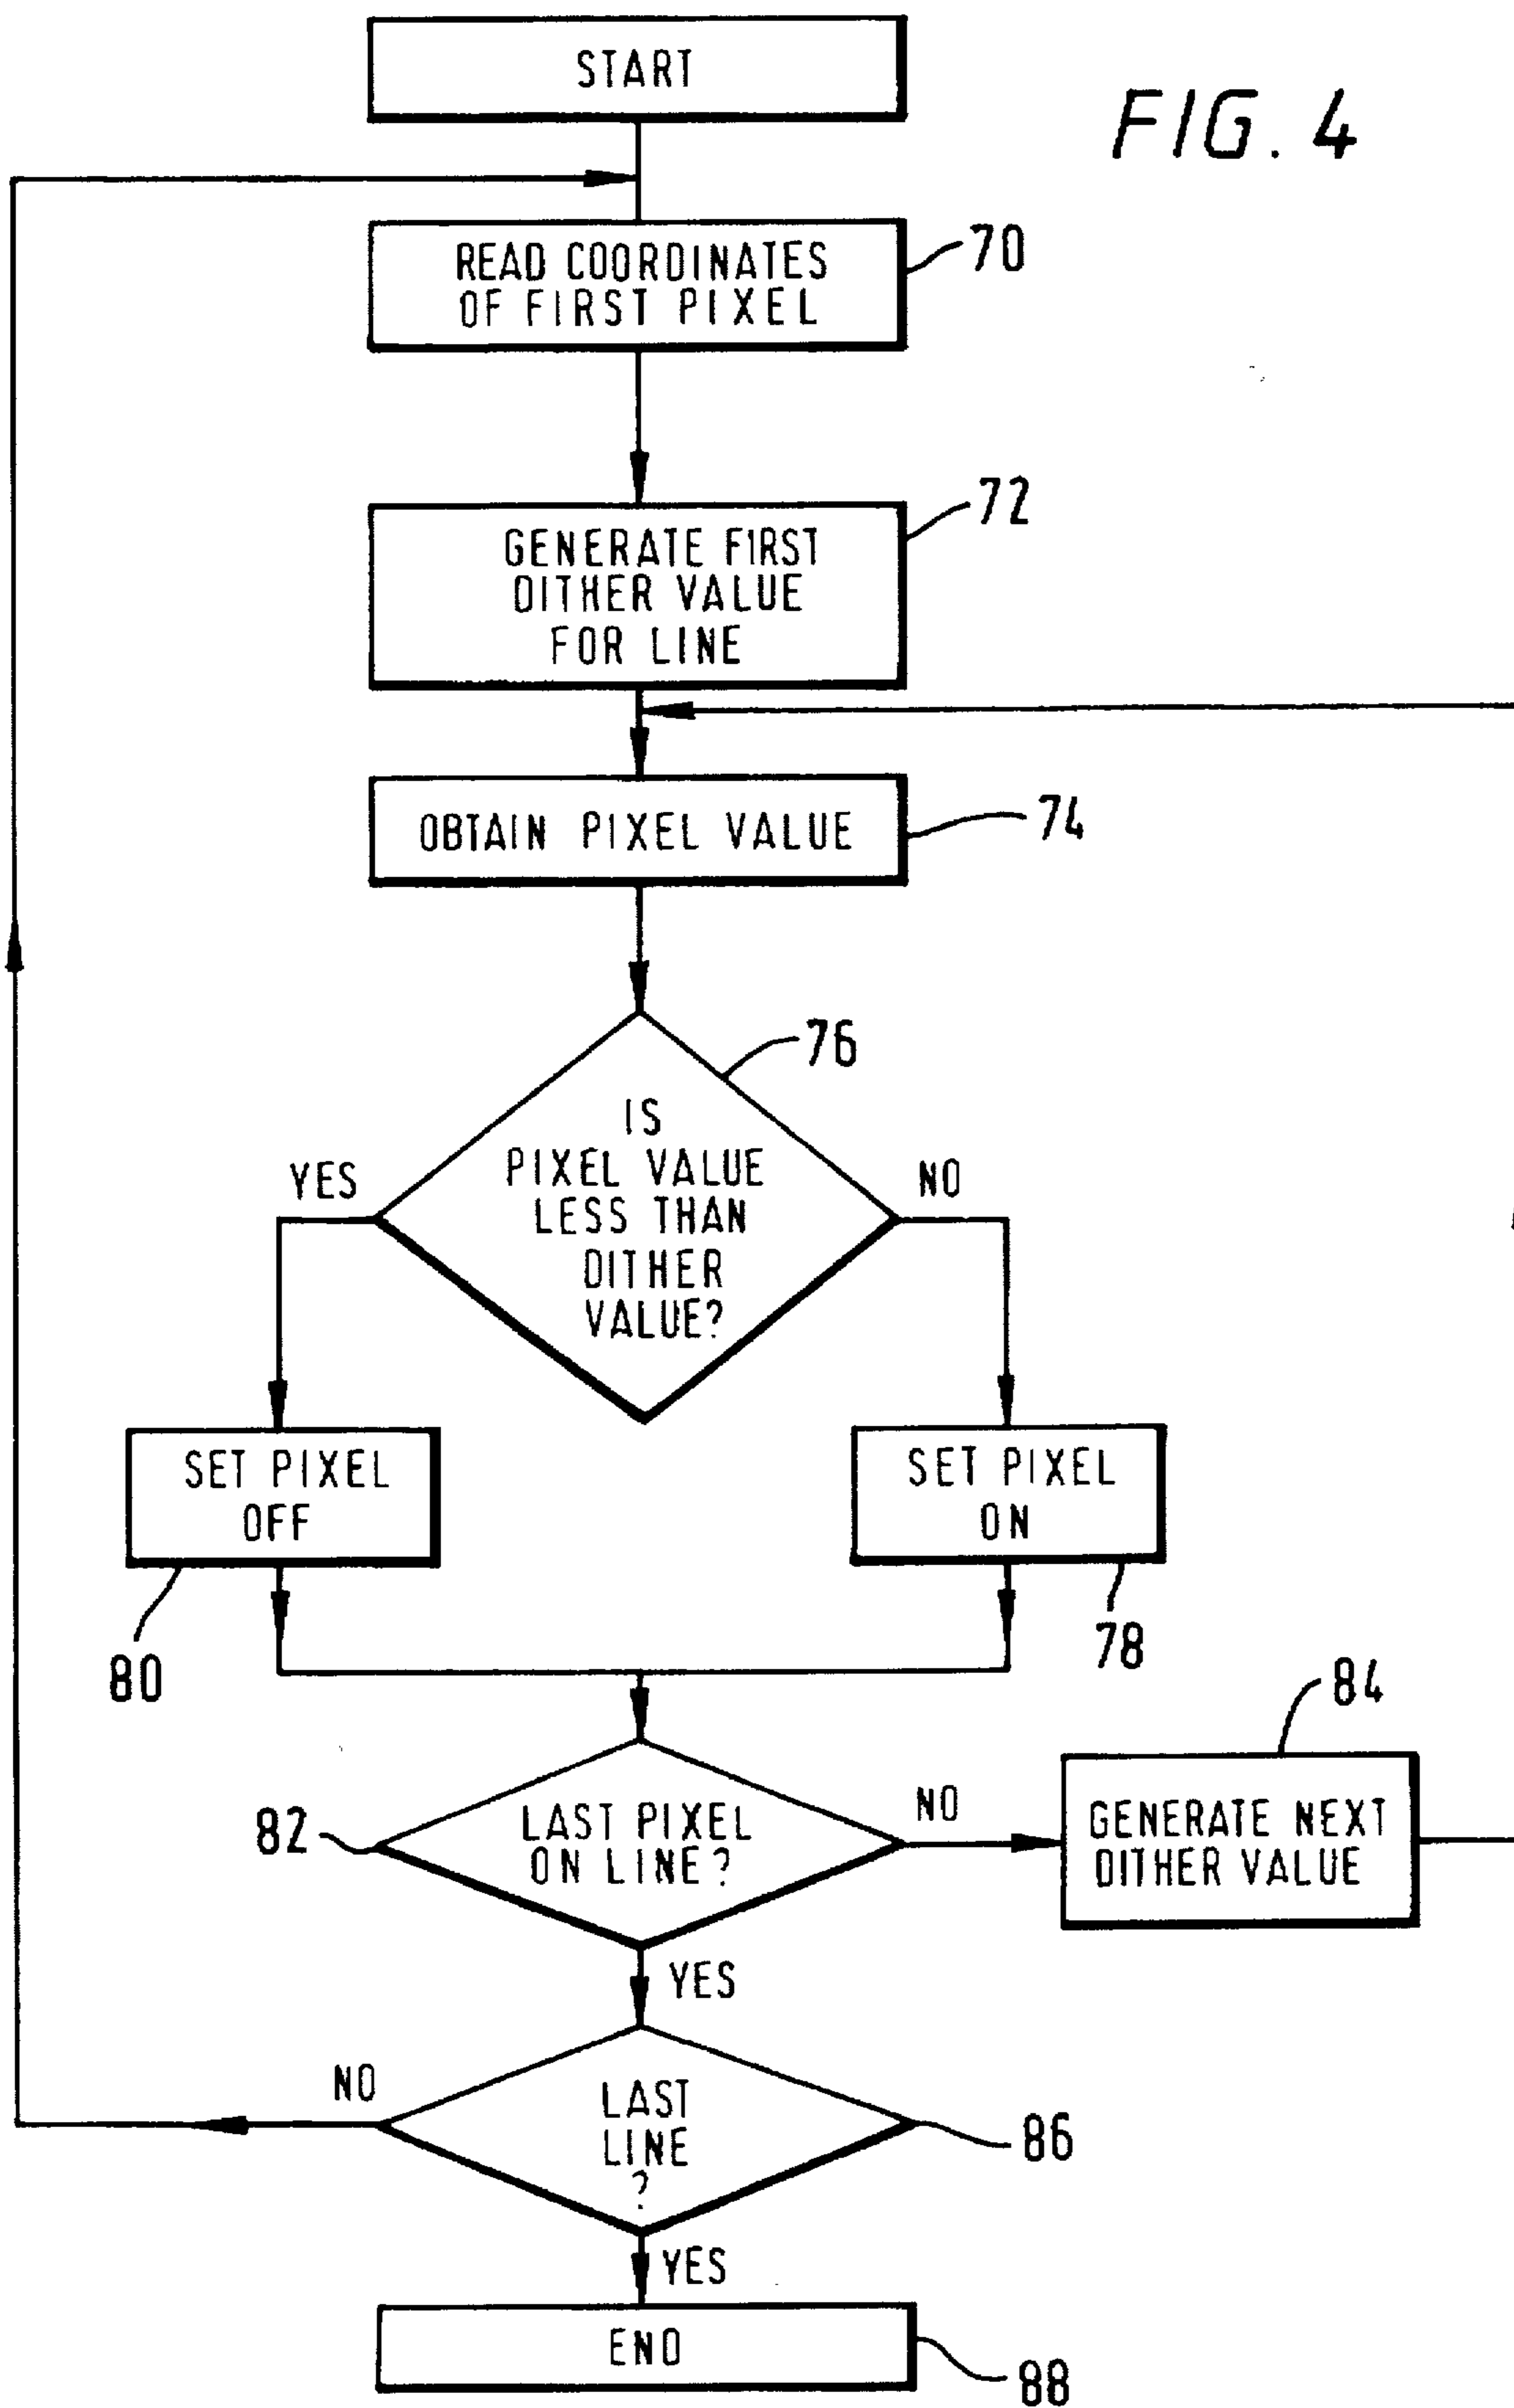 START
FIG. 4
READ COORDINATES
OF FIRST PIXEL
70
GENERATE FIRST
DITHER VALUE
FOR LINE
72
OBTAIN PIXEL VALUE
74
76
IS
PIXEL VALUE
LESS THAN
DITHER
VALUE?
YES
NO
SET PIXEL
OFF
80
SET PIXEL
ON
78
84
82
LAST PIXEL
ON LINE?
NO
GENERATE NEXT
DITHER VALUE
YES
NO
LAST
LINE
?
86
YES
END
88